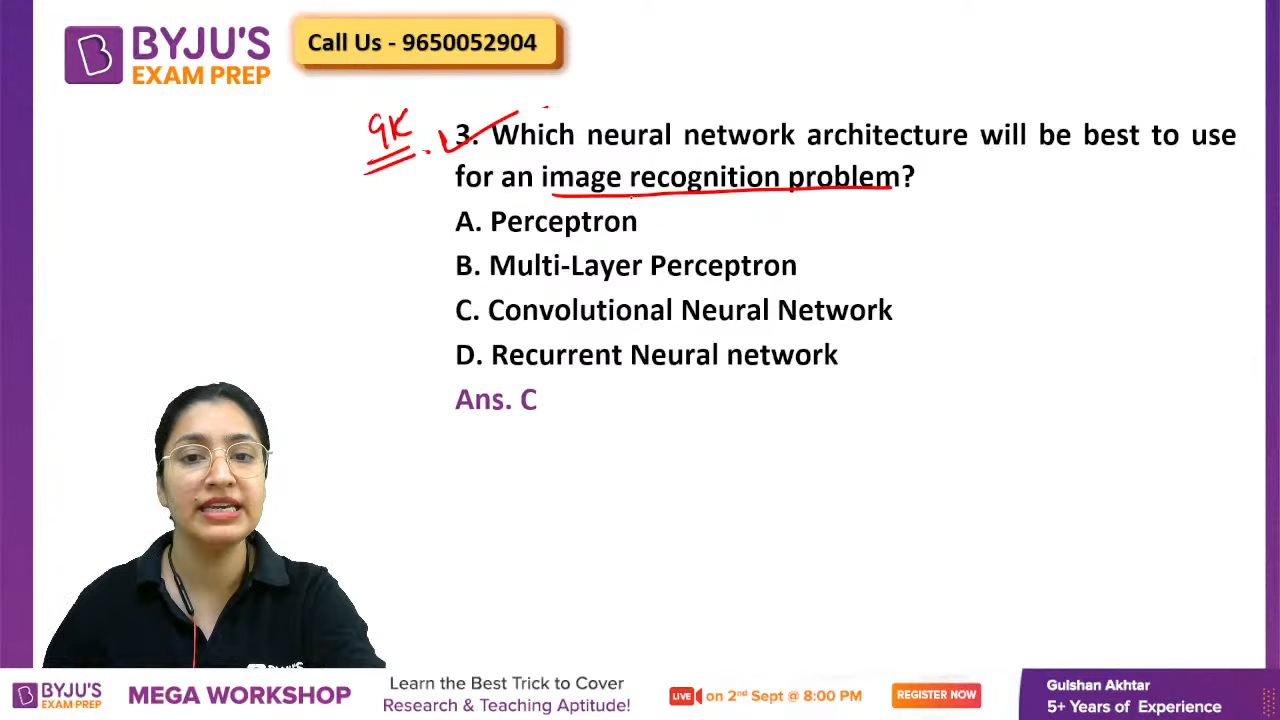 BYJU'S
EXAM PREP
Call Us - 9650052904
9K
3. Which neural network architecture will be best to use
for an image recognition problem?
A. Perceptron
B. Multi-Layer Perceptron
C. Convolutional Neural Network
D. Recurrent Neural network
Ans. C
BYJU'S
EXAM PREP
MEGA WORKSHOP
Learn the Best Trick to Cover
Research & Teaching Aptitude!
LIVE on 2nd Sept @ 8:00 PM
REGISTER NOW
Gulshan Akhtar
5+ Years of Experience